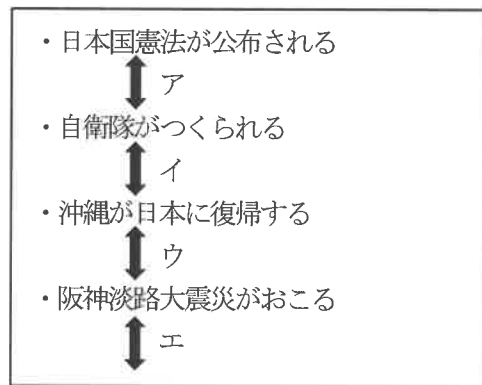 ・日本国憲法が公布される
ア
・自衛隊がつくられる
イ
・沖縄が日本に復帰する
ウ
・阪神淡路大震災がおこる
エ